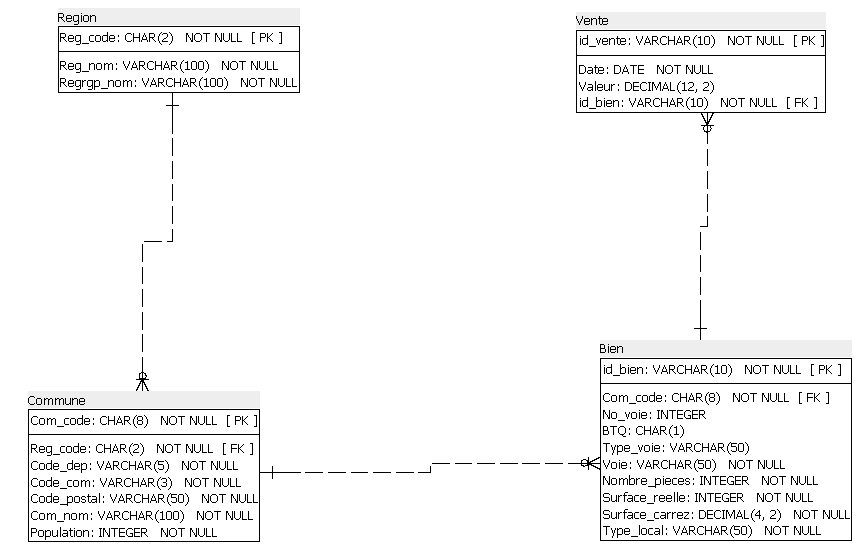 Region
Reg_code: CHAR(2) NOT NULL [ PK ]
Reg_nom: VARCHAR(100) NOT NULL
Regrgp_nom: VARCHAR(100) NOT NULL
Vente
id_vente: VARCHAR(10) NOT NULL [ PK ]
Date: DATE NOT NULL
Valeur: DECIMAL(12, 2)
id_bien: VARCHAR(10) NOT NULL [ FK ]
Commune
Com_code: CHAR(8) NOT NULL [ PK ]
Reg_code: CHAR(2) NOT NULL [ FK ]
Code_dep: VARCHAR(5) NOT NULL
Code_com: VARCHAR(3) NOT NULL
Code_postal: VARCHAR(50) NOT NULL
Com_nom: VARCHAR(100) NOT NULL
Population: INTEGER NOT NULL
Bien
id_bien: VARCHAR(10) NOT NULL [ PK ]
Com_code: CHAR(8) NOT NULL [ FK ]
No_voie: INTEGER
BTQ: CHAR(1)
Type_voie: VARCHAR(50)
Voie: VARCHAR(50) NOT NULL
Nombre_pieces: INTEGER NOT NULL
Surface_reelle: INTEGER NOT NULL
Surface_carrez: DECIMAL(4, 2) NOT NULL
Type_local: VARCHAR(50) NOT NULL